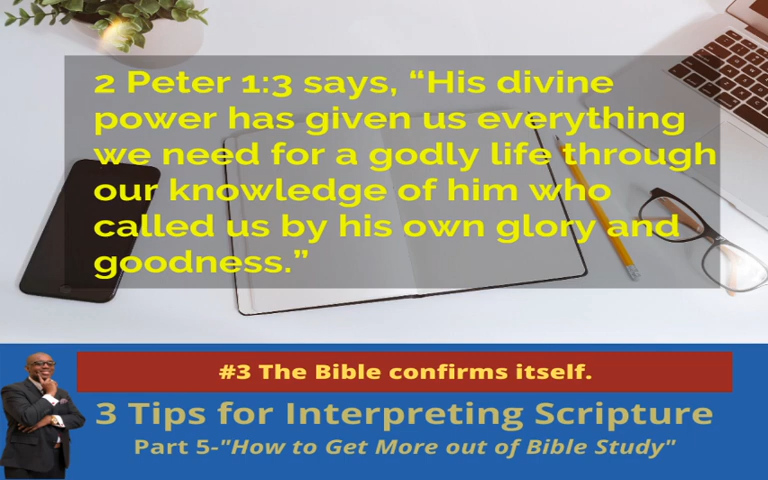 2 Peter 1:3 says, “His divine
power has given us everything
we need for a godly life through
our knowledge of him who
called us by his own glory and
goodness.”
#3 The Bible confirms itself.
3 Tips for Interpreting Scripture
Part 5-"How to Get More out of Bible Study"